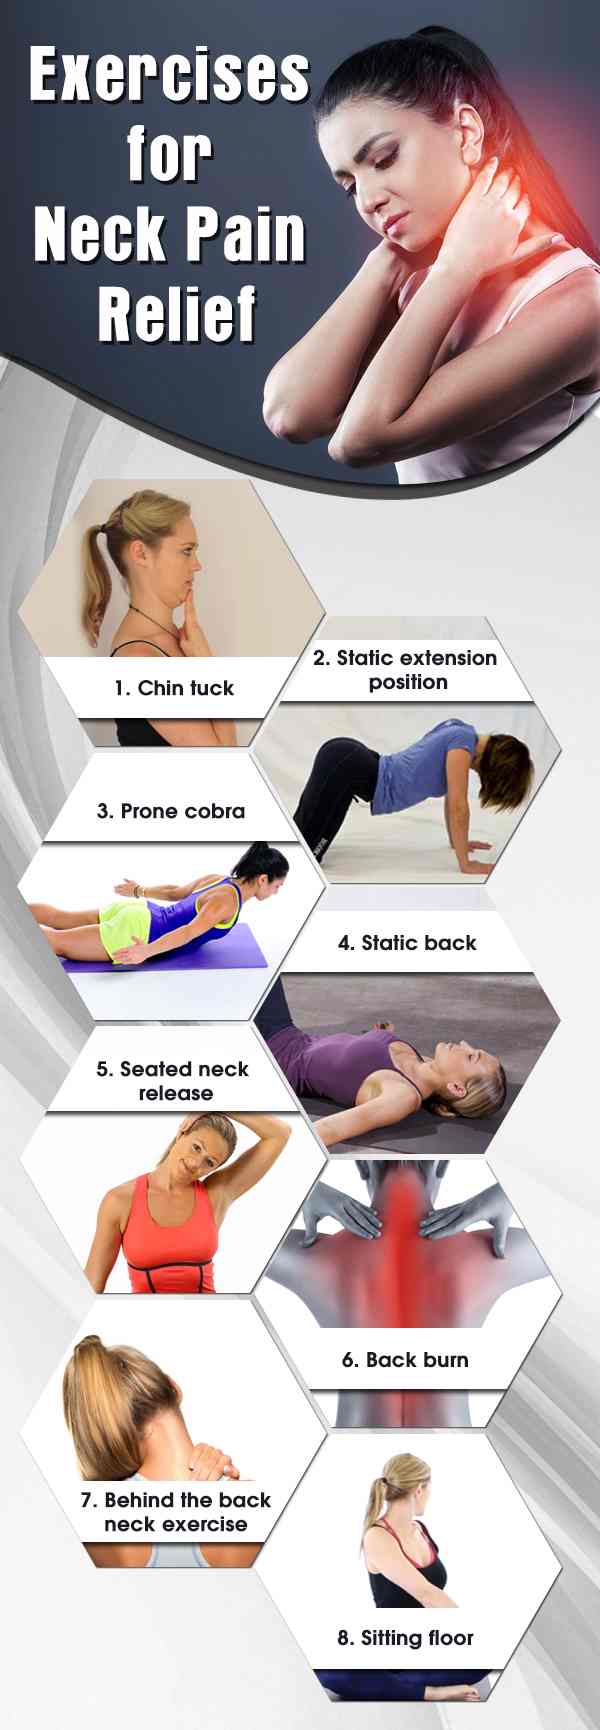 Exercises
for
Neck Pain
Relief
1. Chin tuck
2. Static extension
position
3. Prone cobra
4. Static back
5. Seated neck
release
6. Back burn
7. Behind the back
neck exercise
8. Sitting floor